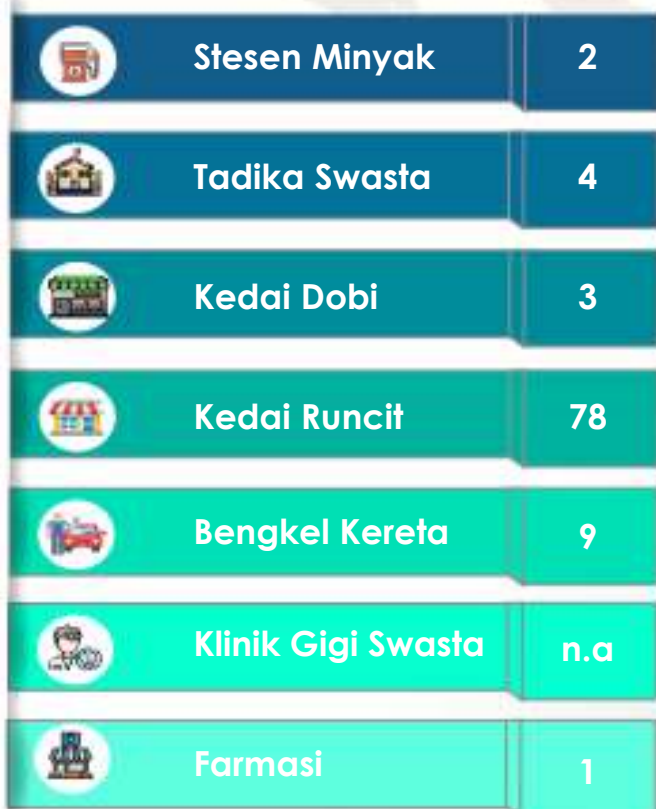 Stesen Minyak 2
Tadika Swasta 4
Kedai Dobi 3
Kedai Runcit 78
Bengkel Kereta 9
Klinik Gigi Swasta n.a
Farmasi 1